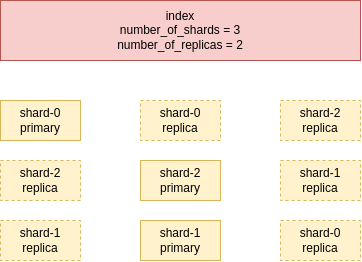 index
number_of_shards = 3
number_of_replicas = 2
shard-0
primary
shard-0
replica
shard-2
replica
shard-2
replica
shard-2
primary
shard-1
replica
shard-1
replica
shard-1
primary
shard-0
replica